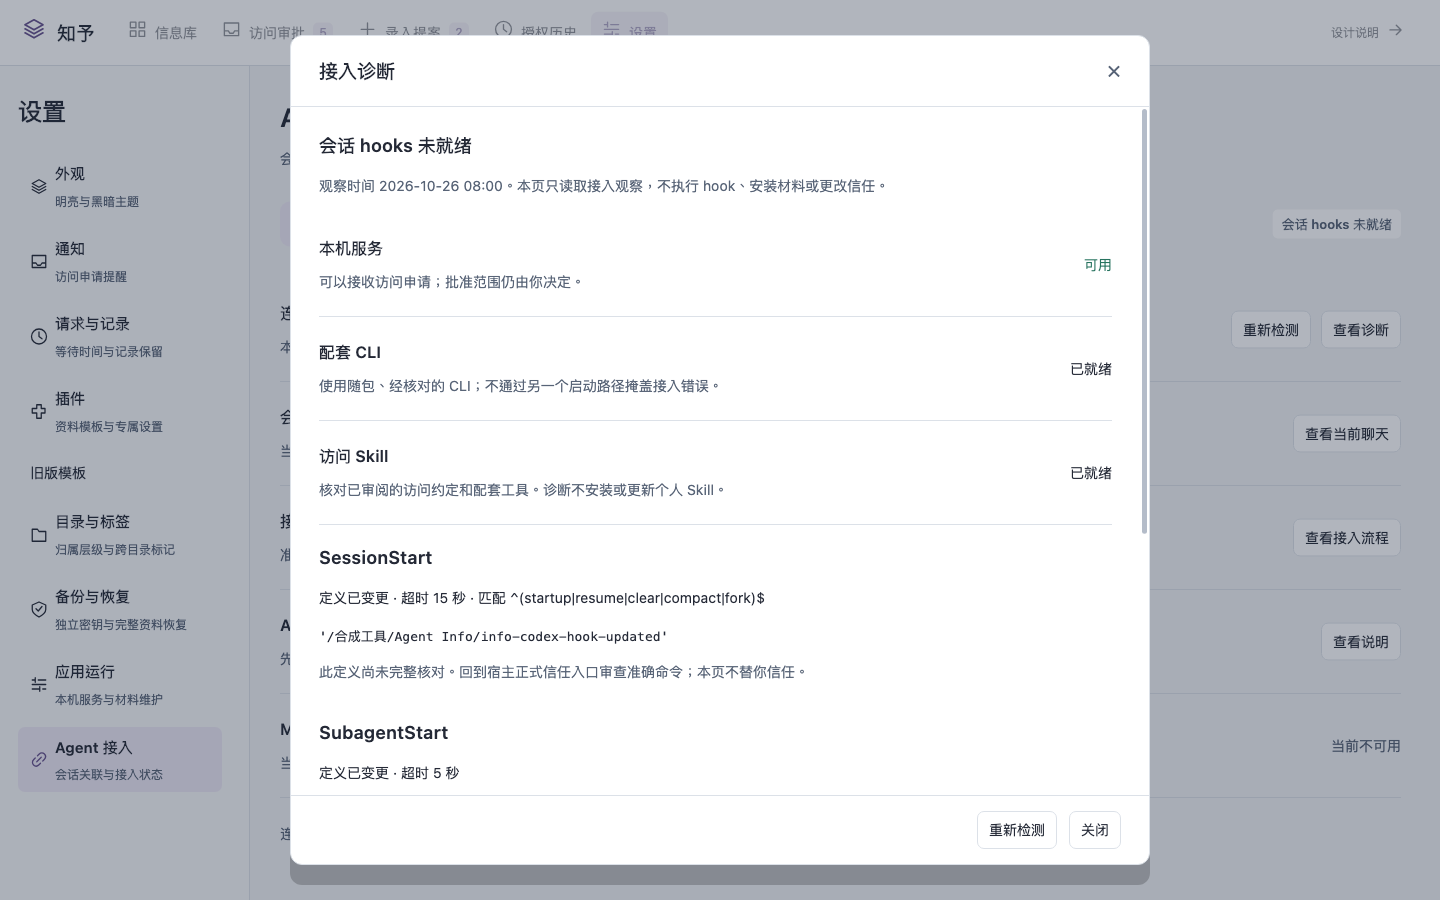 知予
信息库
访问审批 5
录入提案 2
授权历史
设置
设计说明
设置
外观
明亮与黑暗主题
通知
访问申请提醒
请求与记录
等待时间与记录保留
插件
资料模板与专属设置
旧版模板
目录与标签
归属层级与跨目录标记
备份与恢复
独立密钥与完整资料恢复
应用运行
本机服务与材料维护
Agent 接入
会话关联与接入状态
会话 hooks 未就绪
重新检测
查看诊断
查看当前聊天
查看接入流程
查看说明
当前不可用
接入诊断
会话 hooks 未就绪
观察时间 2026-10-26 08:00。本页只读取接入观察，不执行 hook、安装材料或更改信任。
本机服务
可以接收访问申请；批准范围仍由你决定。
可用
配套 CLI
使用随包、经核对的 CLI；不通过另一个启动路径掩盖接入错误。
已就绪
访问 Skill
核对已审阅的访问约定和配套工具。诊断不安装或更新个人 Skill。
已就绪
SessionStart
定义已变更 · 超时 15 秒 · 匹配 ^(startup|resume|clear|compact|fork)$
'/合成工具/Agent Info/info-codex-hook-updated'
此定义尚未完整核对。回到宿主正式信任入口审查准确命令；本页不替你信任。
SubagentStart
定义已变更 · 超时 5 秒
重新检测
关闭